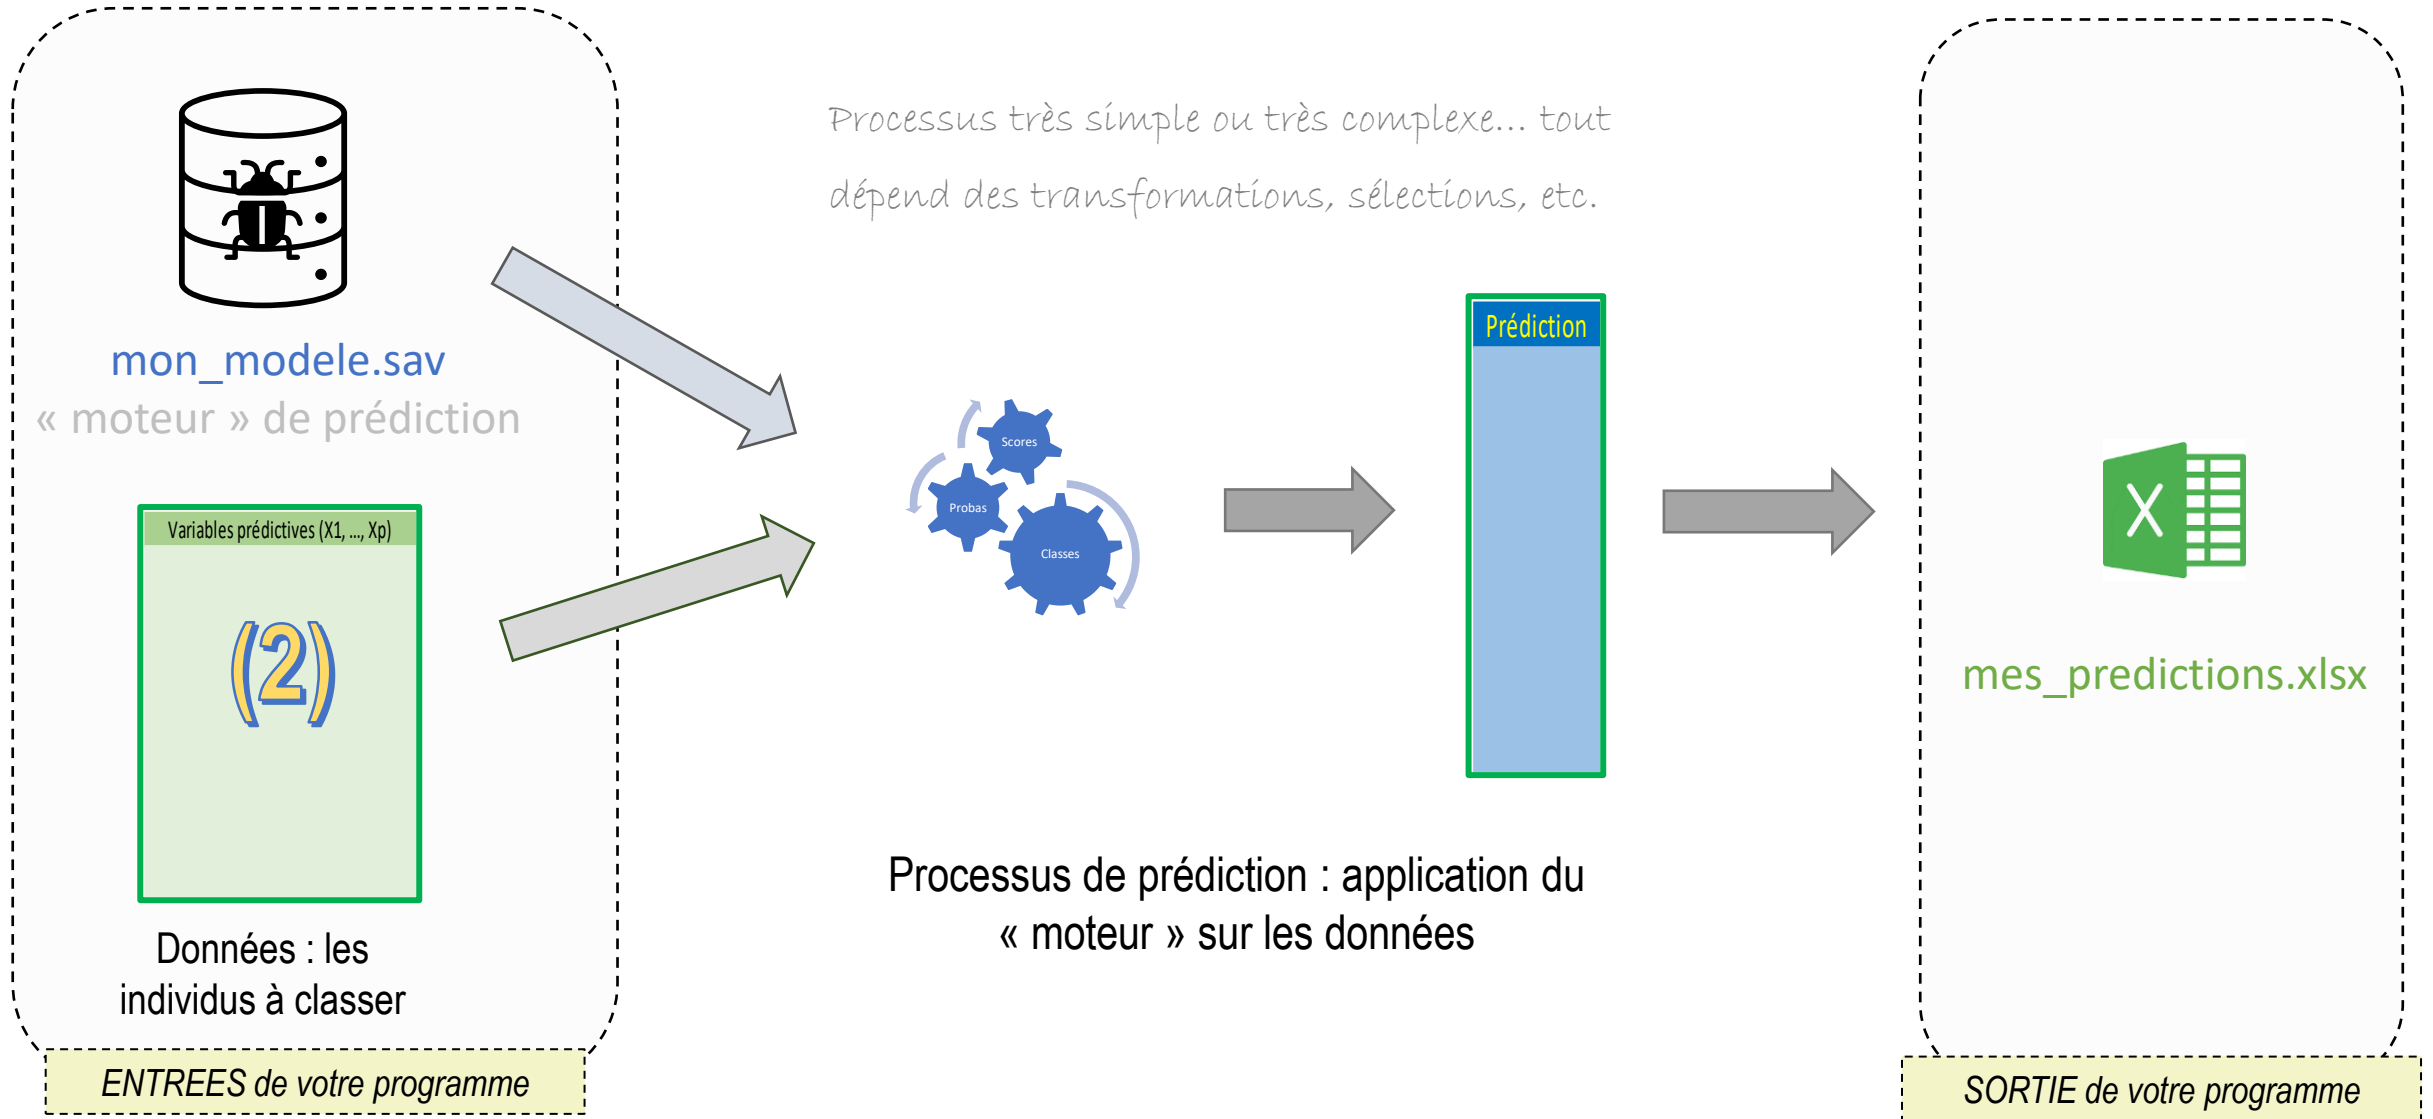 mon_modele.sav
« moteur » de prédiction
Variables prédictives (X1, ..., Xp)
(2)
Données : les
individus à classer
ENTREES de votre programme
Processus très simple ou très complexe... tout
dépend des transformations, sélections, etc.
Scores
Probas
Classes
Prédiction
Processus de prédiction : application du
« moteur » sur les données
X
mes_predictions.xlsx
SORTIE de votre programme